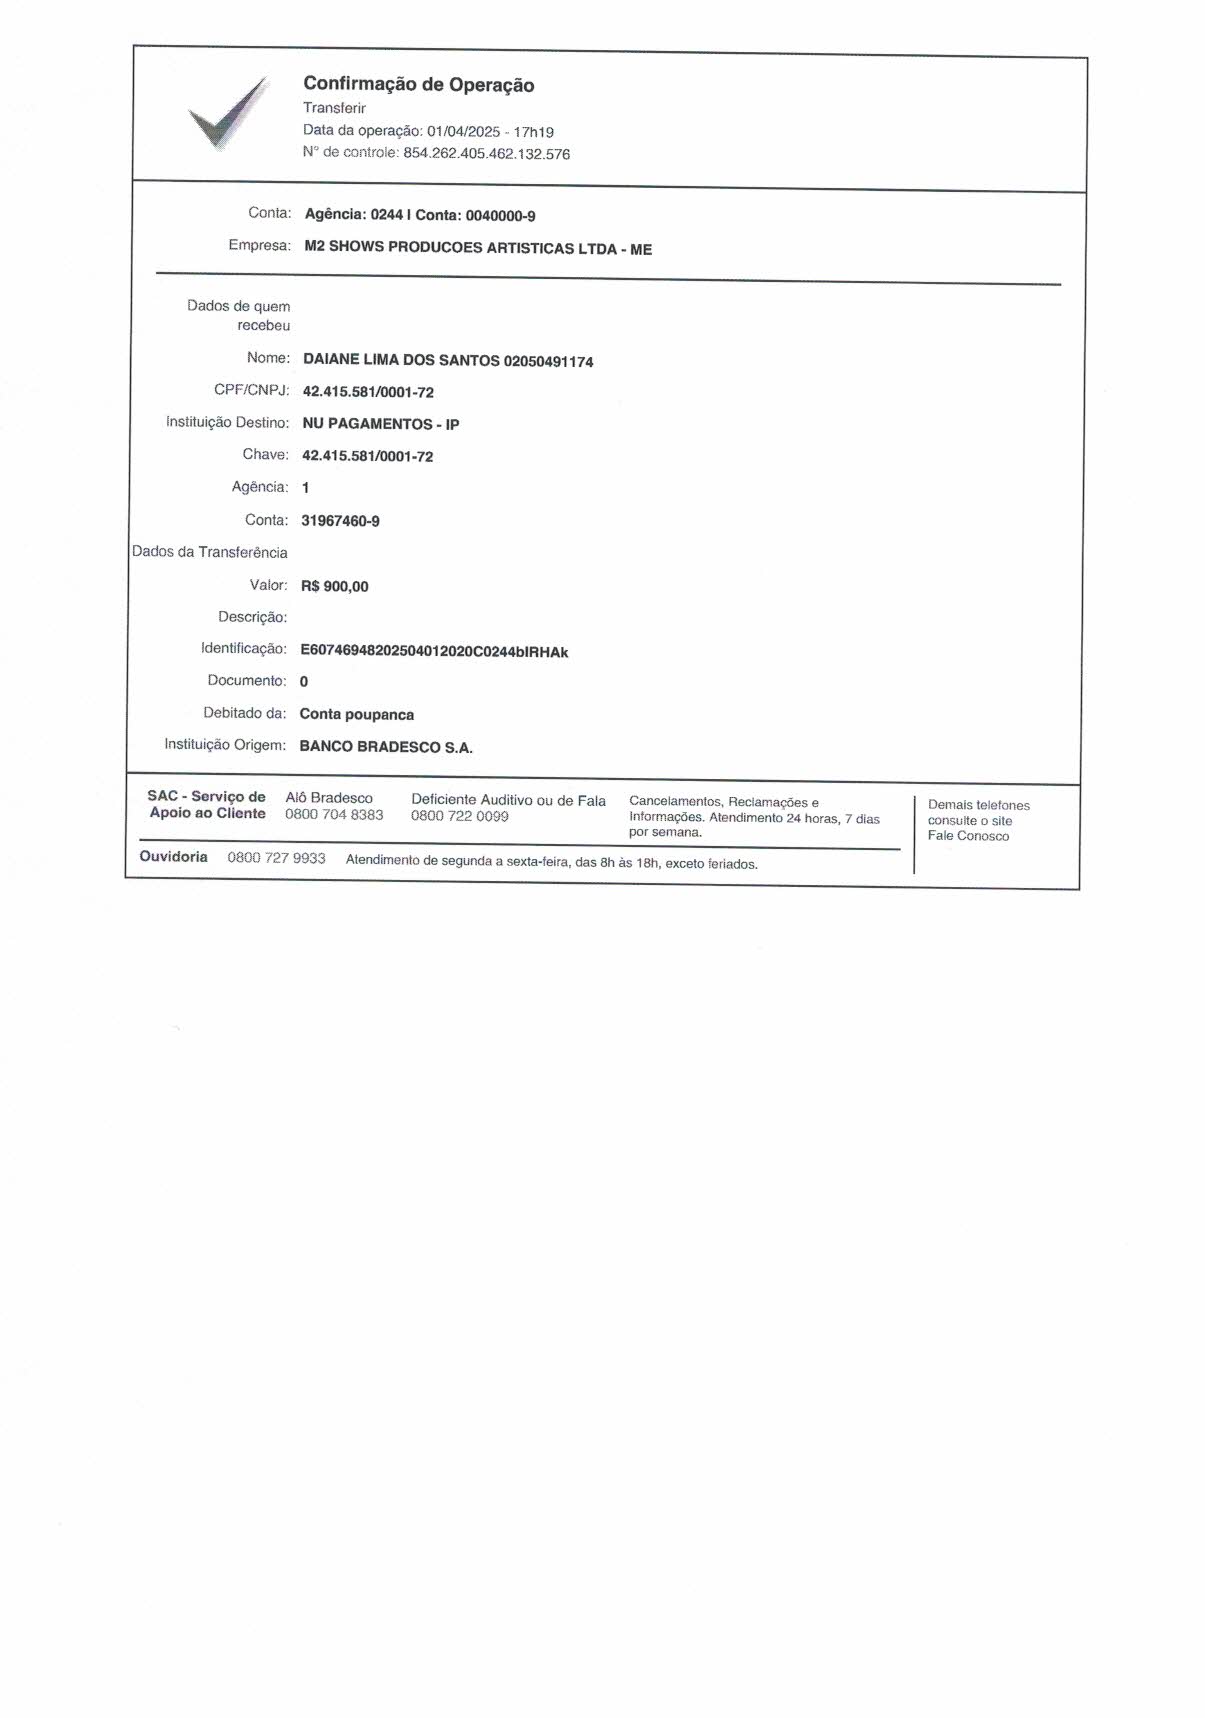 Confirmação de Operação
Transferir
Data da operação: 01/04/2025 - 17h19
N° de controle: 854.262.405.462.132.576
Conta: Agência: 0244 I Conta: 0040000-9
Empresa: M2 SHOWS PRODUCOES ARTISTICAS LTDA - ME
Dados de quem
recebeu
Nome: DAIANE LIMA DOS SANTOS 02050491174
CPF/CNPJ: 42.415.581/0001-72
Instituição Destino: NU PAGAMENTOS - IP
Chave: 42.415.581/0001-72
Agência: 1
Conta: 31967460-9
Dados da Transferência
Valor: R$ 900,00
Descrição:
Identificação: E60746948202504012020C0244bIRHAk
Documento: 0
Debitado da: Conta poupanca
Instituição Origem: BANCO BRADESCO S.A.
SAC - Serviço de
Apoio ao Cliente
Alô Bradesco
0800 704 8383
Deficiente Auditivo ou de Fala
0800 722 0099
Cancelamentos, Reclamações e
Informações. Atendimento 24 horas, 7 dias
por semana.
Demais telefones
consulte o site
Fale Conosco
Ouvidoria 0800 727 9933 Atendimento de segunda a sexta-feira, das 8h às 18h, exceto feriados.